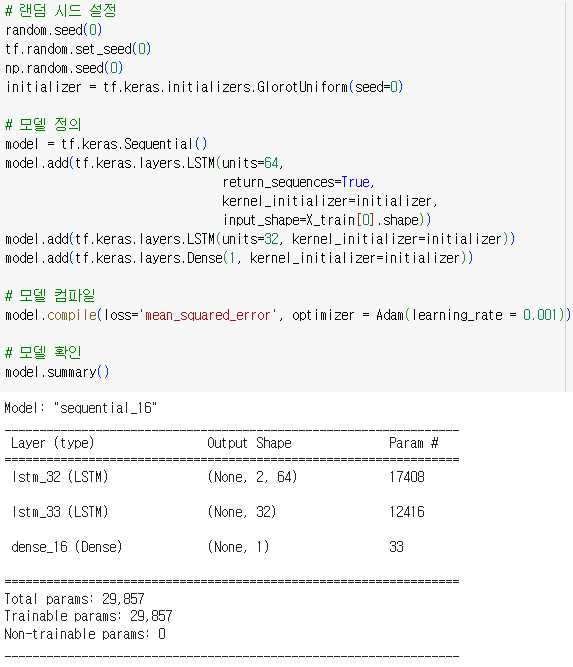 # 랜덤 시드 설정
random.seed(0)
tf.random.set_seed(0)
np.random.seed(0)
initializer = tf.keras.initializers.GlorotUniform(seed=0)
# 모델 정의
model = tf.keras.Sequential()
model.add(tf.keras.layers.LSTM(units=64,
return_sequences=True,
kernel_initializer=initializer,
input_shape=X_train[0].shape))
model.add(tf.keras.layers.LSTM(units=32, kernel_initializer=initializer))
model.add(tf.keras.layers.Dense(1, kernel_initializer=initializer))
# 모델 컴파일
model.compile(loss='mean_squared_error', optimizer = Adam(learning_rate = 0.001))
# 모델 확인
model.summary()
Model: "sequential_16"
_________________________________________________________________
Layer (type) Output Shape Param #
=================================================================
lstm_32 (LSTM) (None, 2, 64) 17408
lstm_33 (LSTM) (None, 32) 12416
dense_16 (Dense) (None, 1) 33
=================================================================
Total params: 29,857
Trainable params: 29,857
Non-trainable params: 0
_________________________________________________________________